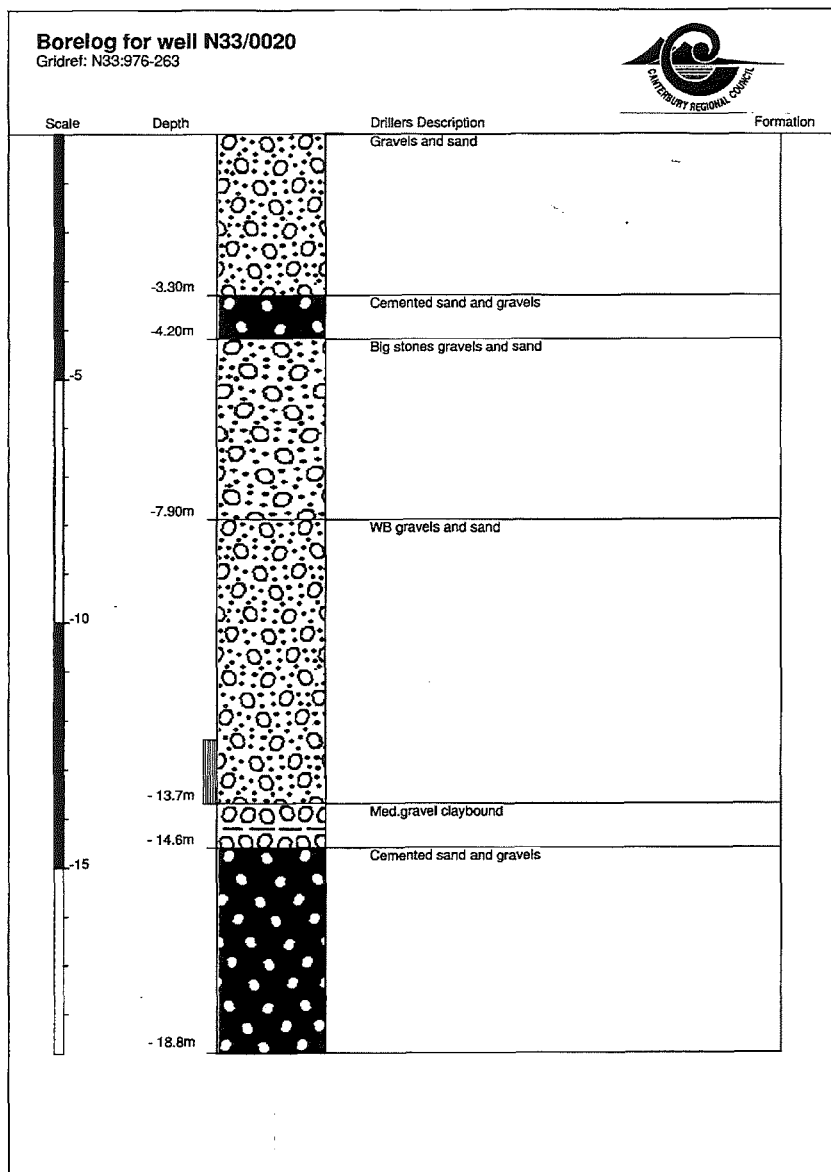 Borelog for well N33/0020
Gridref: N33:976-263
CANTERBURY REGIONAL COUNCIL
Scale Depth Drillers Description Formation
Gravels and sand
-3.30m
Cemented sand and gravels
-4.20m
Big stones gravels and sand
-5
-7.90m
WB gravels and sand
-10
- 13.7m
Med.gravel claybound
- 14.6m
Cemented sand and gravels
-15
- 18.8m